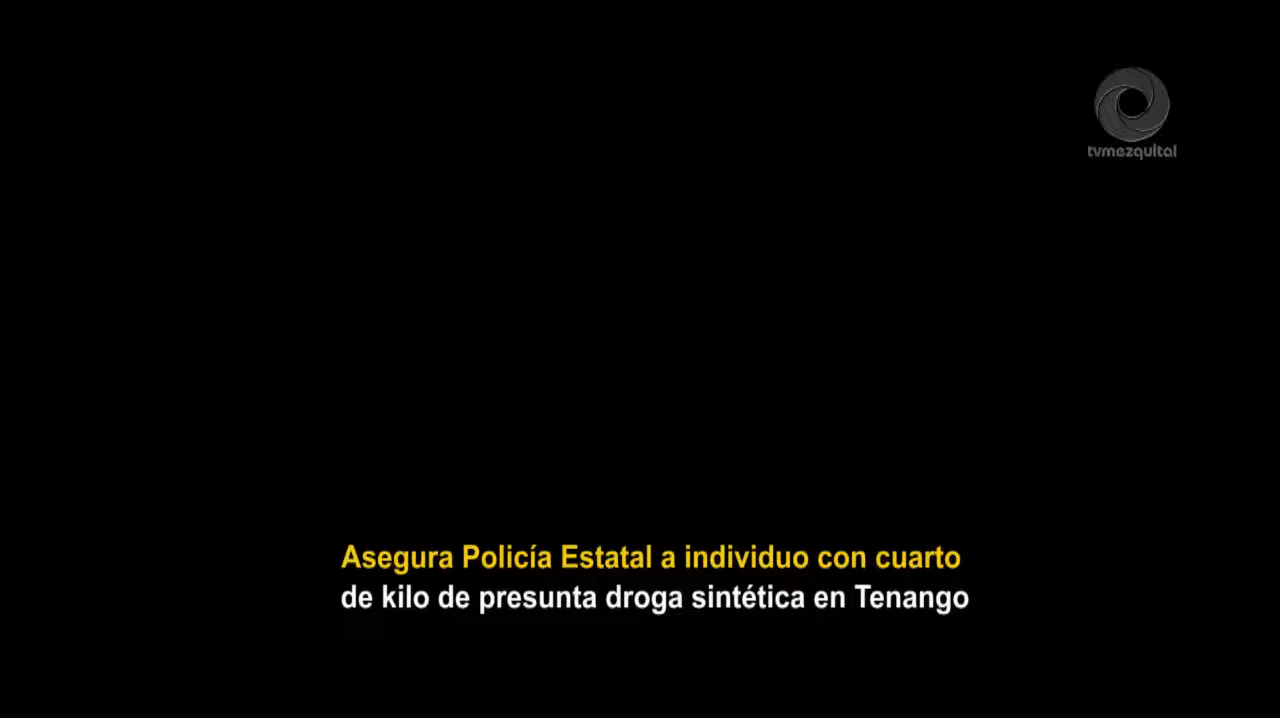 tvmezquital
Asegura Policía Estatal a individuo con cuarto
de kilo de presunta droga sintética en Tenango